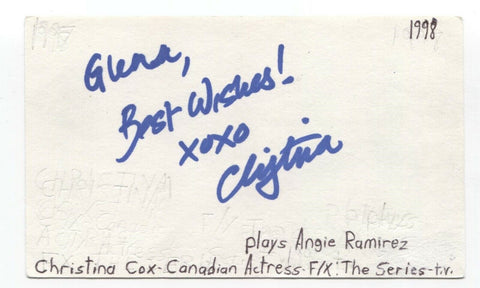 1998
Glena,
Best Wishes!
xoxo
Christina
plays Angie Ramirez
Christina Cox-Canadian Actress-F/X: The Series-t.v.